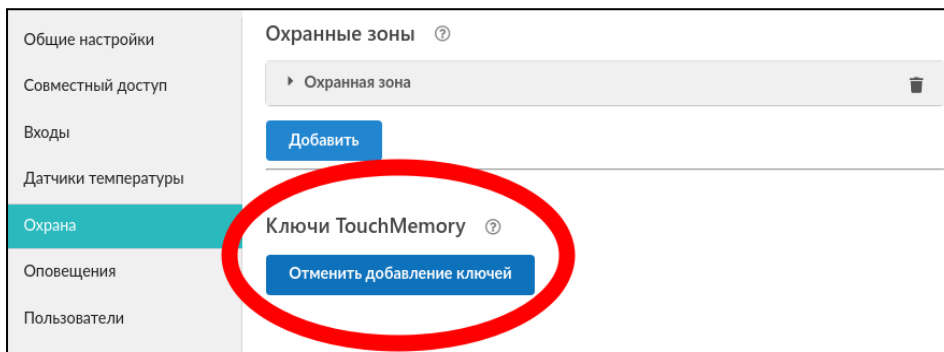 Общие настройки
Совместный доступ
Входы
Датчики температуры
Охрана
Оповещения
Пользователи
Охранные зоны ?
Охранная зона
Добавить
Ключи TouchMemory ?
Отменить добавление ключей